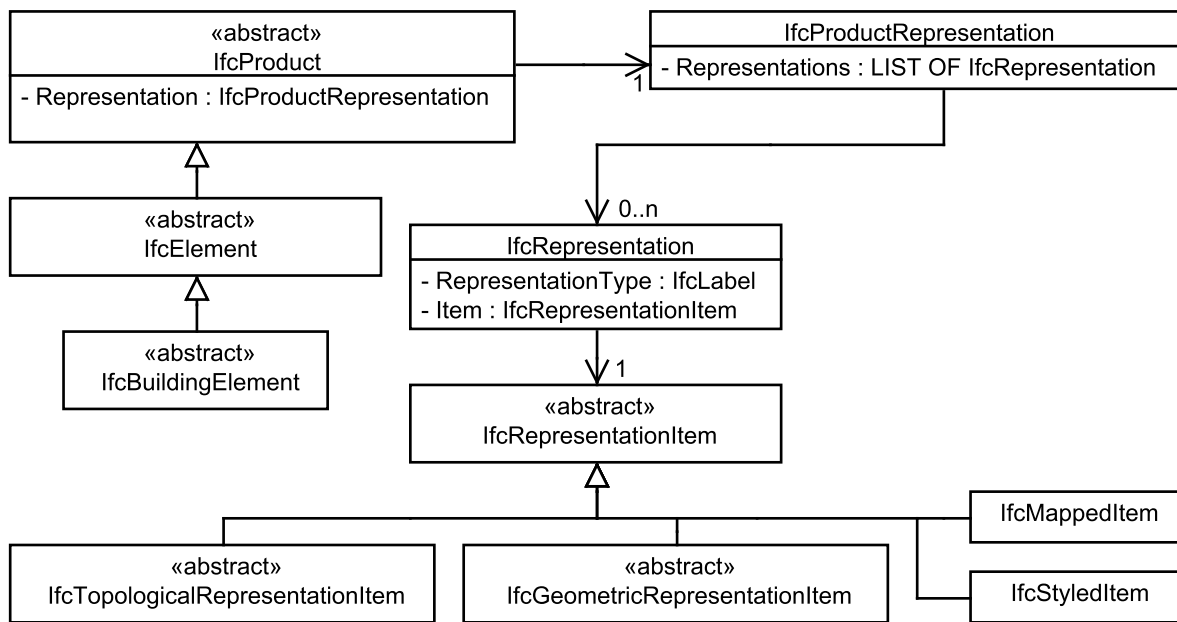 «abstract»
IfcProduct
- Representation : IfcProductRepresentation
1
IfcProductRepresentation
- Representations : LIST OF IfcRepresentation
«abstract»
IfcElement
0..n
IfcRepresentation
- RepresentationType : IfcLabel
- Item : IfcRepresentationItem
«abstract»
IfcBuildingElement
1
«abstract»
IfcRepresentationItem
IfcMappedItem
«abstract»
IfcTopologicalRepresentationItem
«abstract»
IfcGeometricRepresentationItem
IfcStyledItem